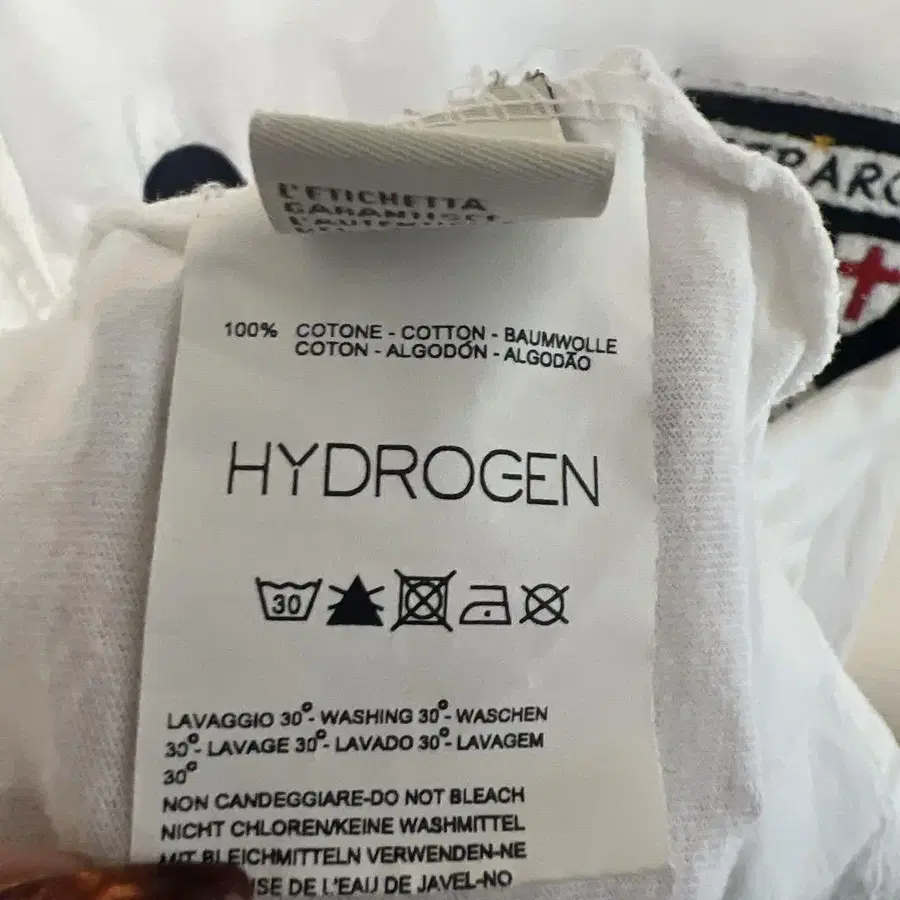 L'ETICHETTA
GARANTISCE
100% COTONE - COTTON - BAUMWOLLE
COTON - ALGODÓN - ALGODÃO
HYDROGEN
30
LAVAGGIO 30°- WASHING 30°- WASCHEN
30°- LAVAGE 30°- LAVADO 30°- LAVAGEM
30°
NON CANDEGGIARE-DO NOT BLEACH
NICHT CHLOREN/KEINE WASHMITTEL
MIT BLEICHMITTELN VERWENDEN-NE
DE L'EAU DE JAVEL-NO